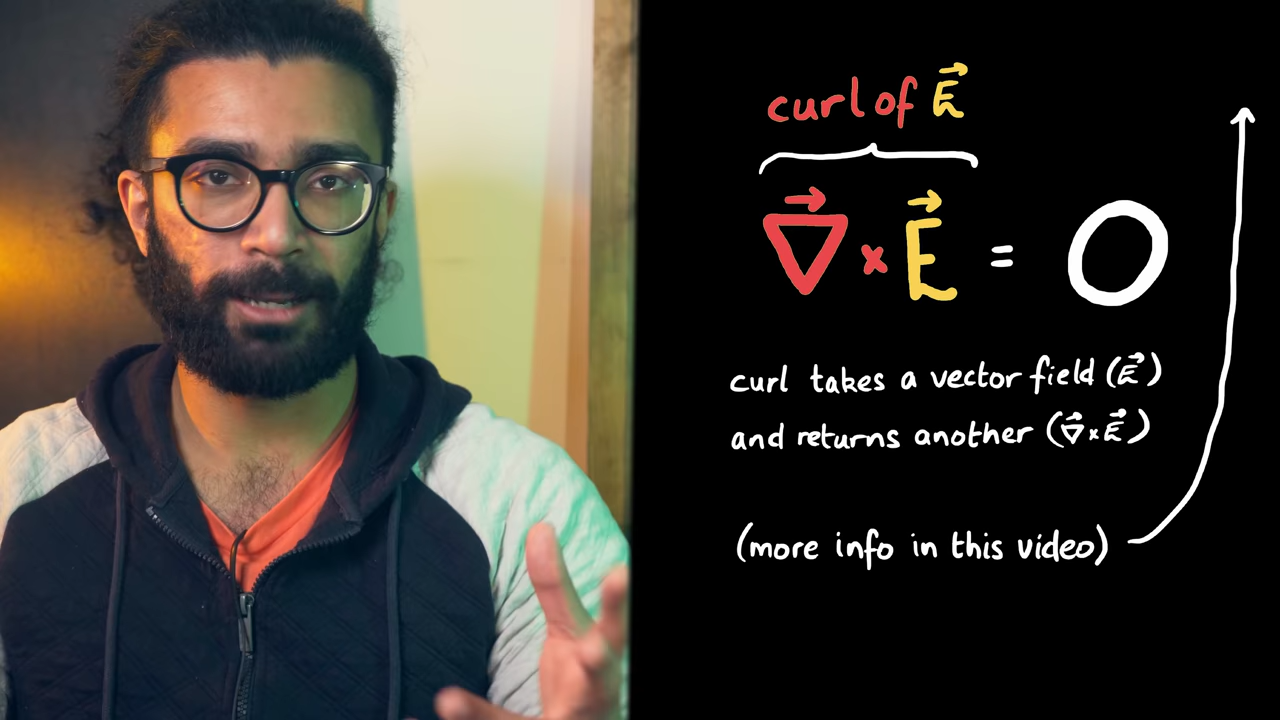 curl of E⃗
∇⃗ × E⃗ = 0
curl takes a vector field (E⃗)
and returns another (∇⃗×E⃗)
(more info in this video)